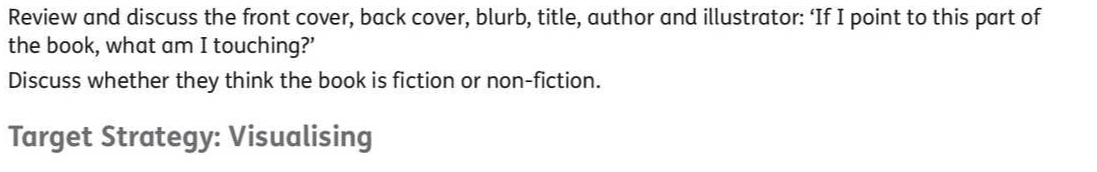 Review and discuss the front cover, back cover, blurb, title, author and illustrator: ‘If I point to this part of
the book, what am I touching?’
Discuss whether they think the book is fiction or non-fiction.
Target Strategy: Visualising